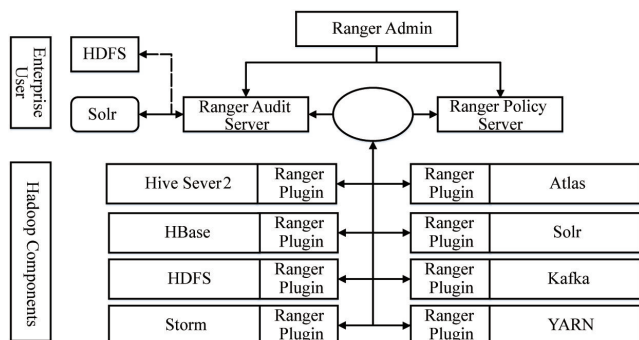 Ranger Admin
Enterprise
User
HDFS
Solr
Ranger Audit
Server
Ranger Policy
Server
Hadoop Components
Hive Sever2
Ranger
Plugin
Ranger
Plugin
Atlas
HBase
Ranger
Plugin
Ranger
Plugin
Solr
HDFS
Ranger
Plugin
Ranger
Plugin
Kafka
Storm
Ranger
Plugin
Ranger
Plugin
YARN